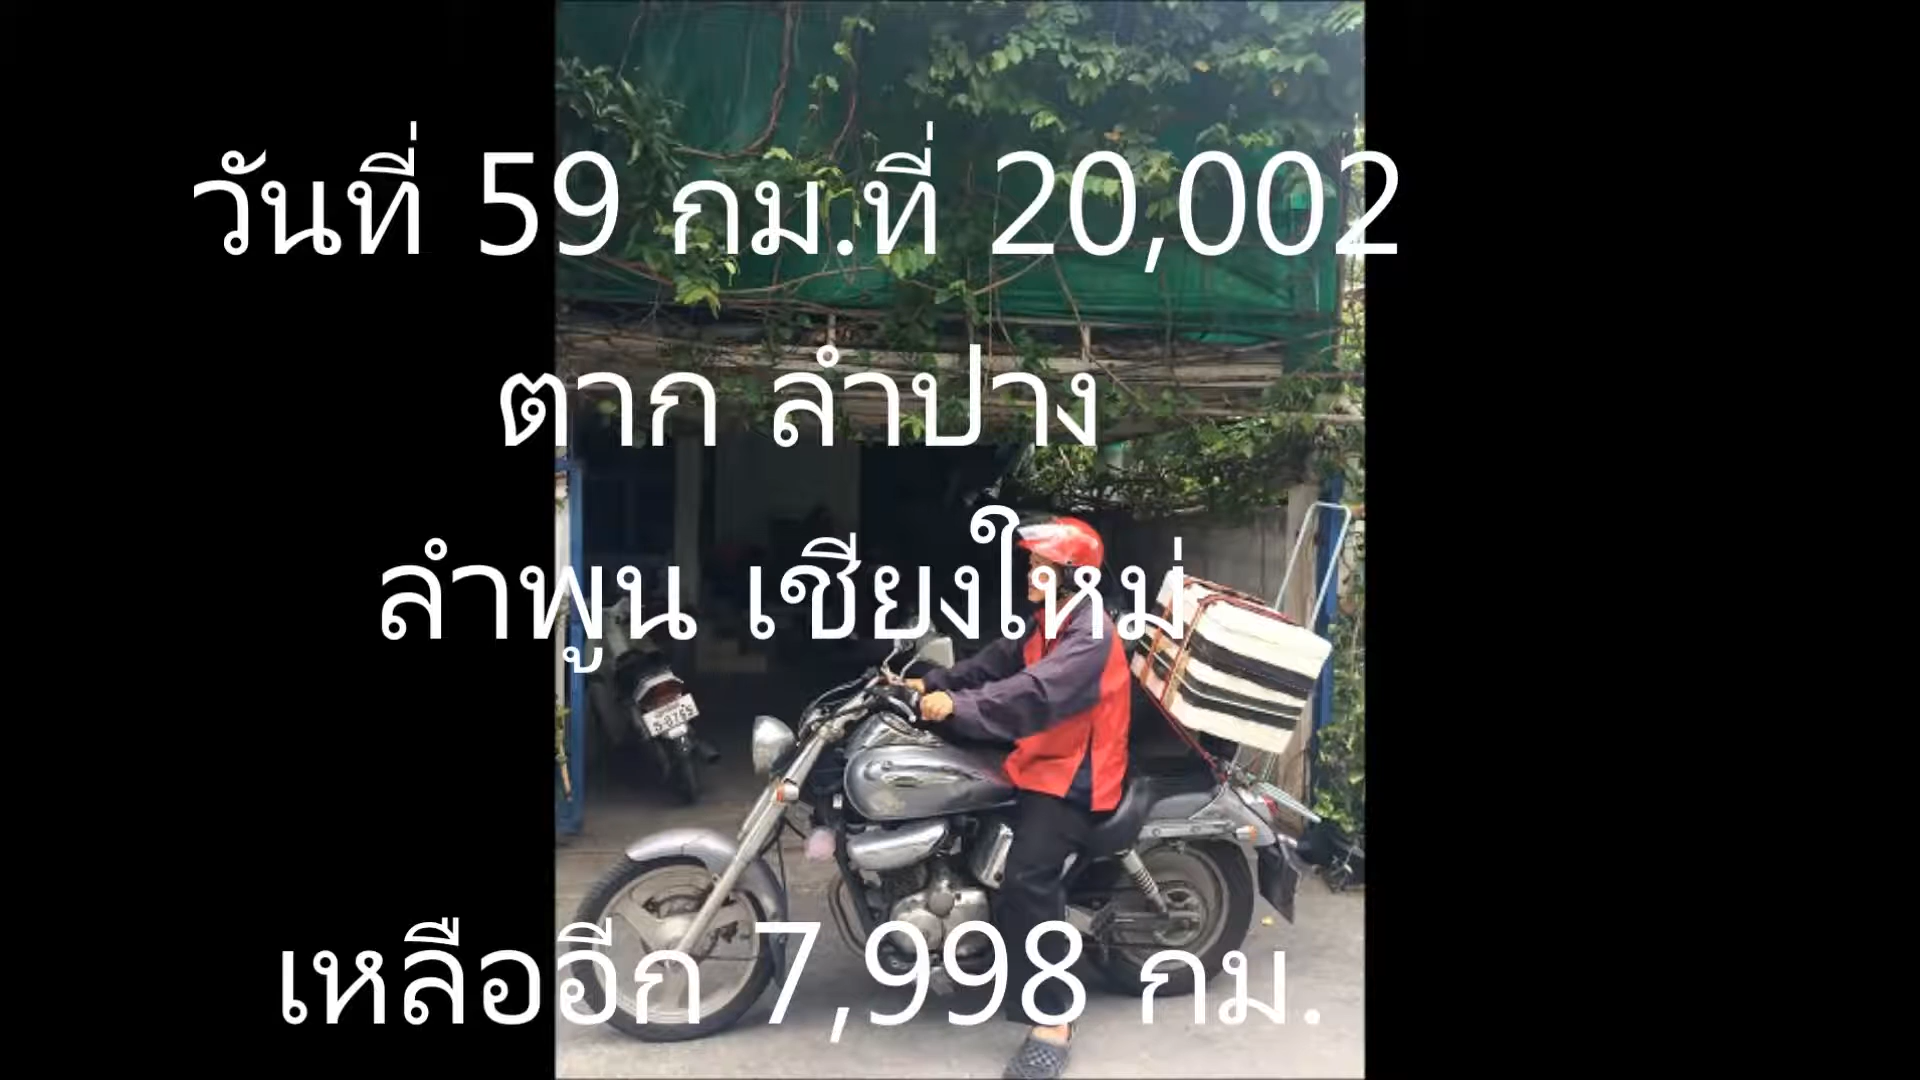 วันที่ 59 กม.ที่ 20,002
ตาก ลำปาง
ลำพูน เชียงใหม่
เหลืออีก 7,998 กม.